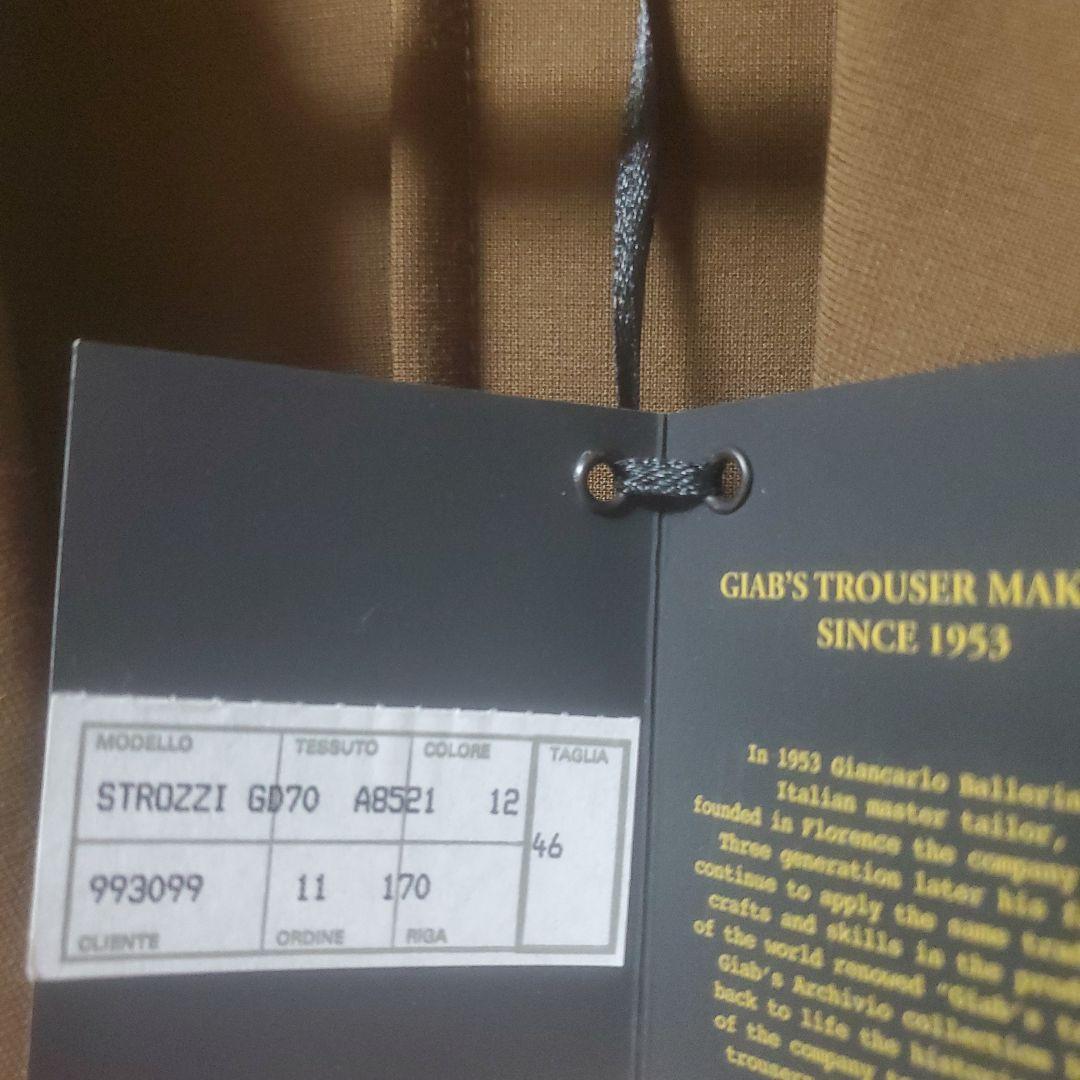 MODELLO TESSUTO COLORE TAGLIA
STROZZI GD70 A8521 12
46
993099 11 170
CLIENTE ORDINE RIGA
GIAB'S TROUSER MAK
SINCE 1953
In 1953 Giancarlo Ballerin
Italian master tailor,
founded in Florence the company
Three generation later his
continue to apply the same
crafts and skills in the
of the world renowed "Giab's
Giab's Archivio collection
back to life the
of the company